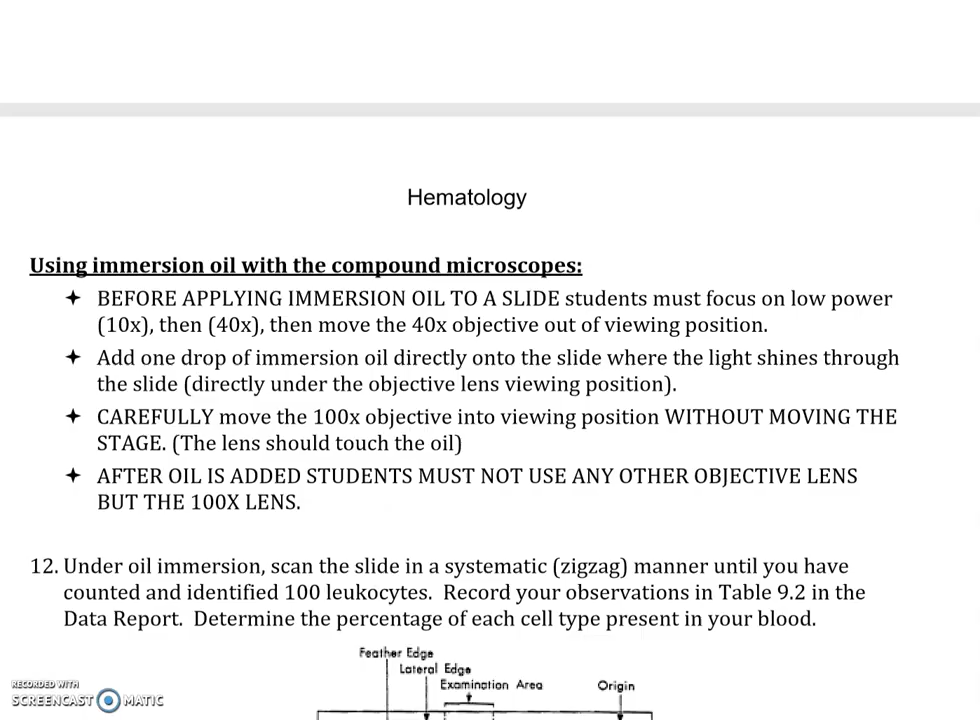 Hematology
Using immersion oil with the compound microscopes:
✦ BEFORE APPLYING IMMERSION OIL TO A SLIDE students must focus on low power
(10x), then (40x), then move the 40x objective out of viewing position.
✦ Add one drop of immersion oil directly onto the slide where the light shines through
the slide (directly under the objective lens viewing position).
✦ CAREFULLY move the 100x objective into viewing position WITHOUT MOVING THE
STAGE. (The lens should touch the oil)
✦ AFTER OIL IS ADDED STUDENTS MUST NOT USE ANY OTHER OBJECTIVE LENS
BUT THE 100X LENS.
12. Under oil immersion, scan the slide in a systematic (zigzag) manner until you have
counted and identified 100 leukocytes. Record your observations in Table 9.2 in the
Data Report. Determine the percentage of each cell type present in your blood.
Feather Edge
Lateral Edge
Examination Area
Origin
RECORDED WITH
SCREENCAST MATIC